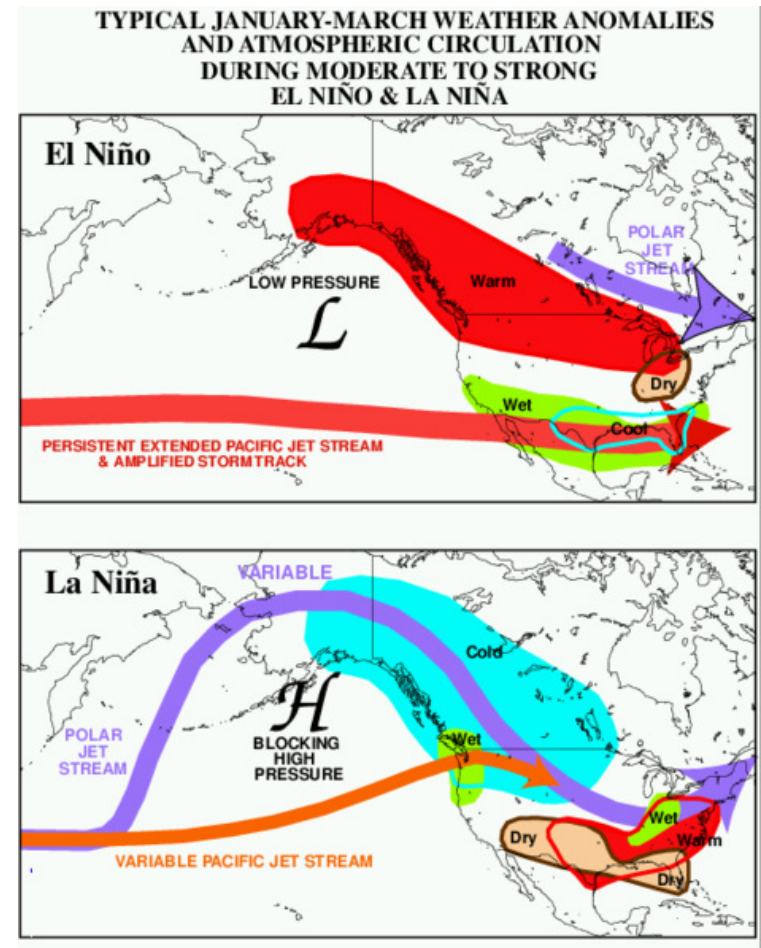 TYPICAL JANUARY-MARCH WEATHER ANOMALIES
AND ATMOSPHERIC CIRCULATION
DURING MODERATE TO STRONG
EL NIÑO & LA NIÑA
El Niño
POLAR
JET
STREAM
LOW PRESSURE
L
Warm
Dry
Wet
Cool
PERSISTENT EXTENDED PACIFIC JET STREAM
& AMPLIFIED STORM TRACK
La Niña
VARIABLE
Cold
H
BLOCKING
HIGH
PRESSURE
POLAR
JET
STREAM
Wet
Wet
Dry
Warm
Dry
VARIABLE PACIFIC JET STREAM